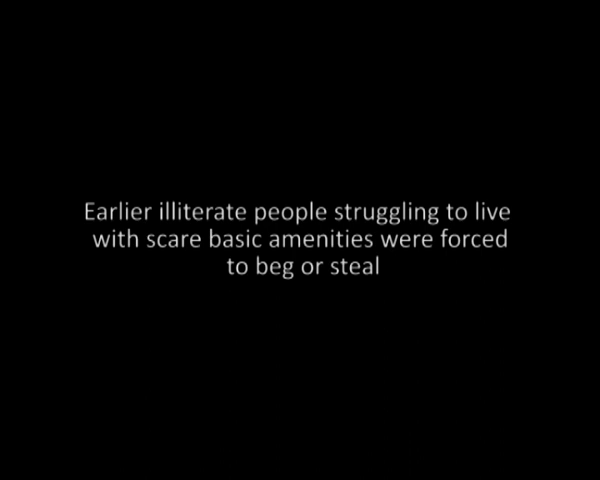 Earlier illiterate people struggling to live
with scare basic amenities were forced
to beg or steal